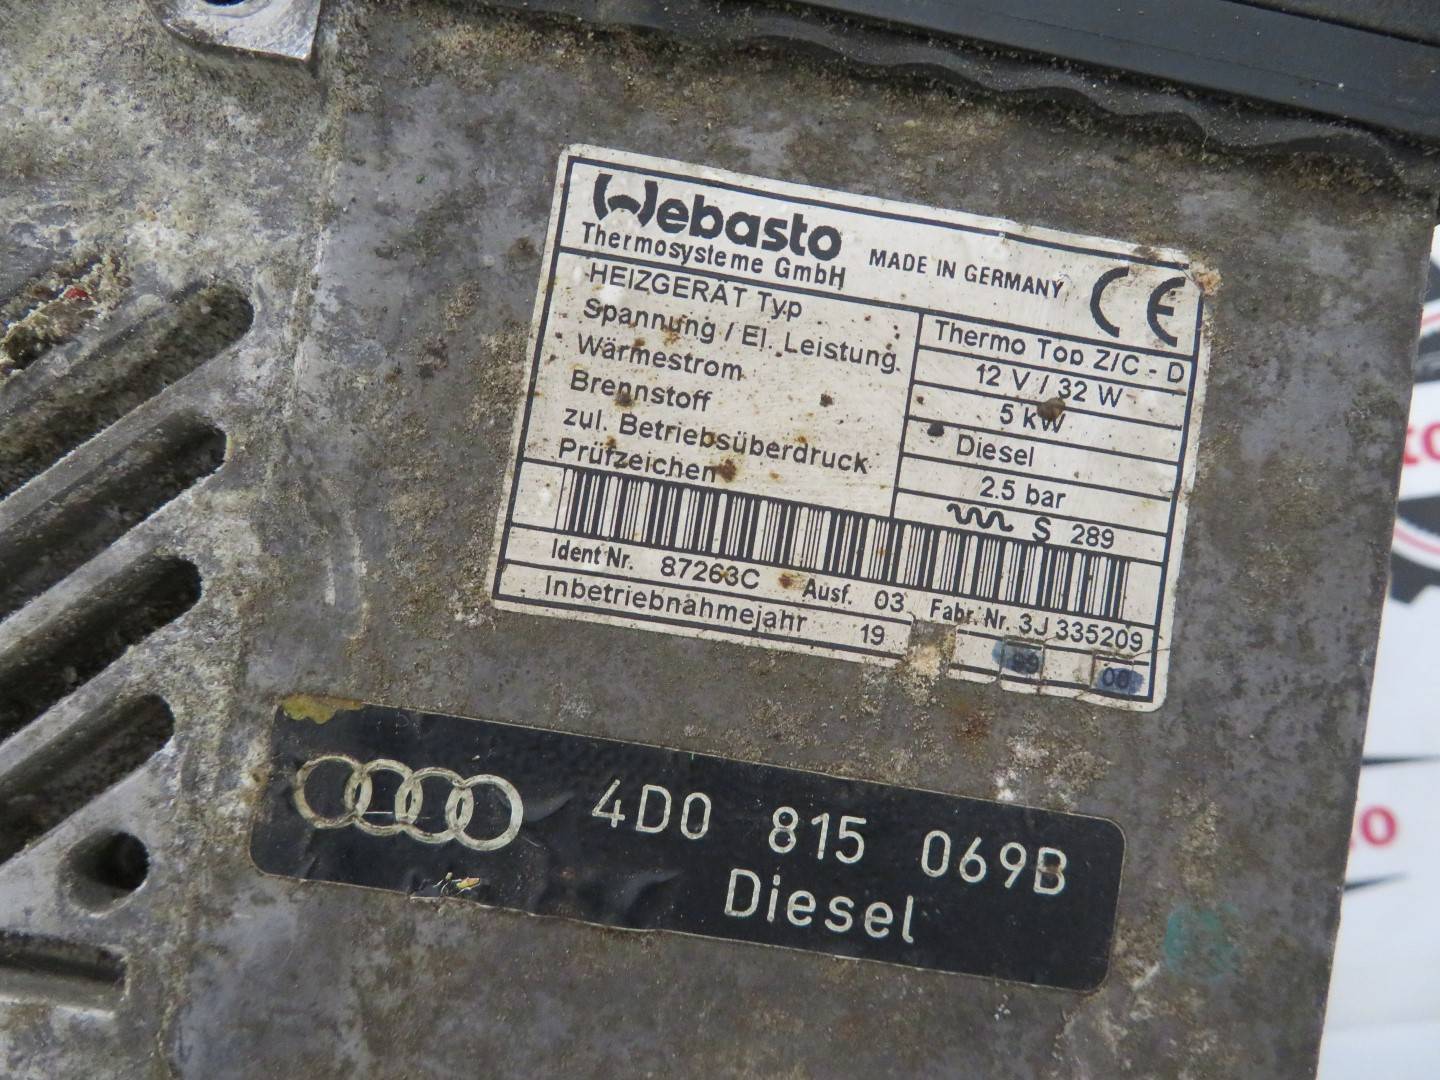 Webasto
Thermosysteme GmbH
MADE IN GERMANY
CE
HEIZGERÄT Typ
Thermo Top Z/C - D
Spannung / El. Leistung
12 V / 32 W
Wärmestrom
5 kW
Brennstoff
Diesel
zul. Betriebsüberdruck
2.5 bar
Prüfzeichen
S 289
Ident Nr. 87263C Ausf. 03 Fabr. Nr. 3J 335209
Inbetriebnahmejahr 19 99 00
4D0 815 069B
Diesel